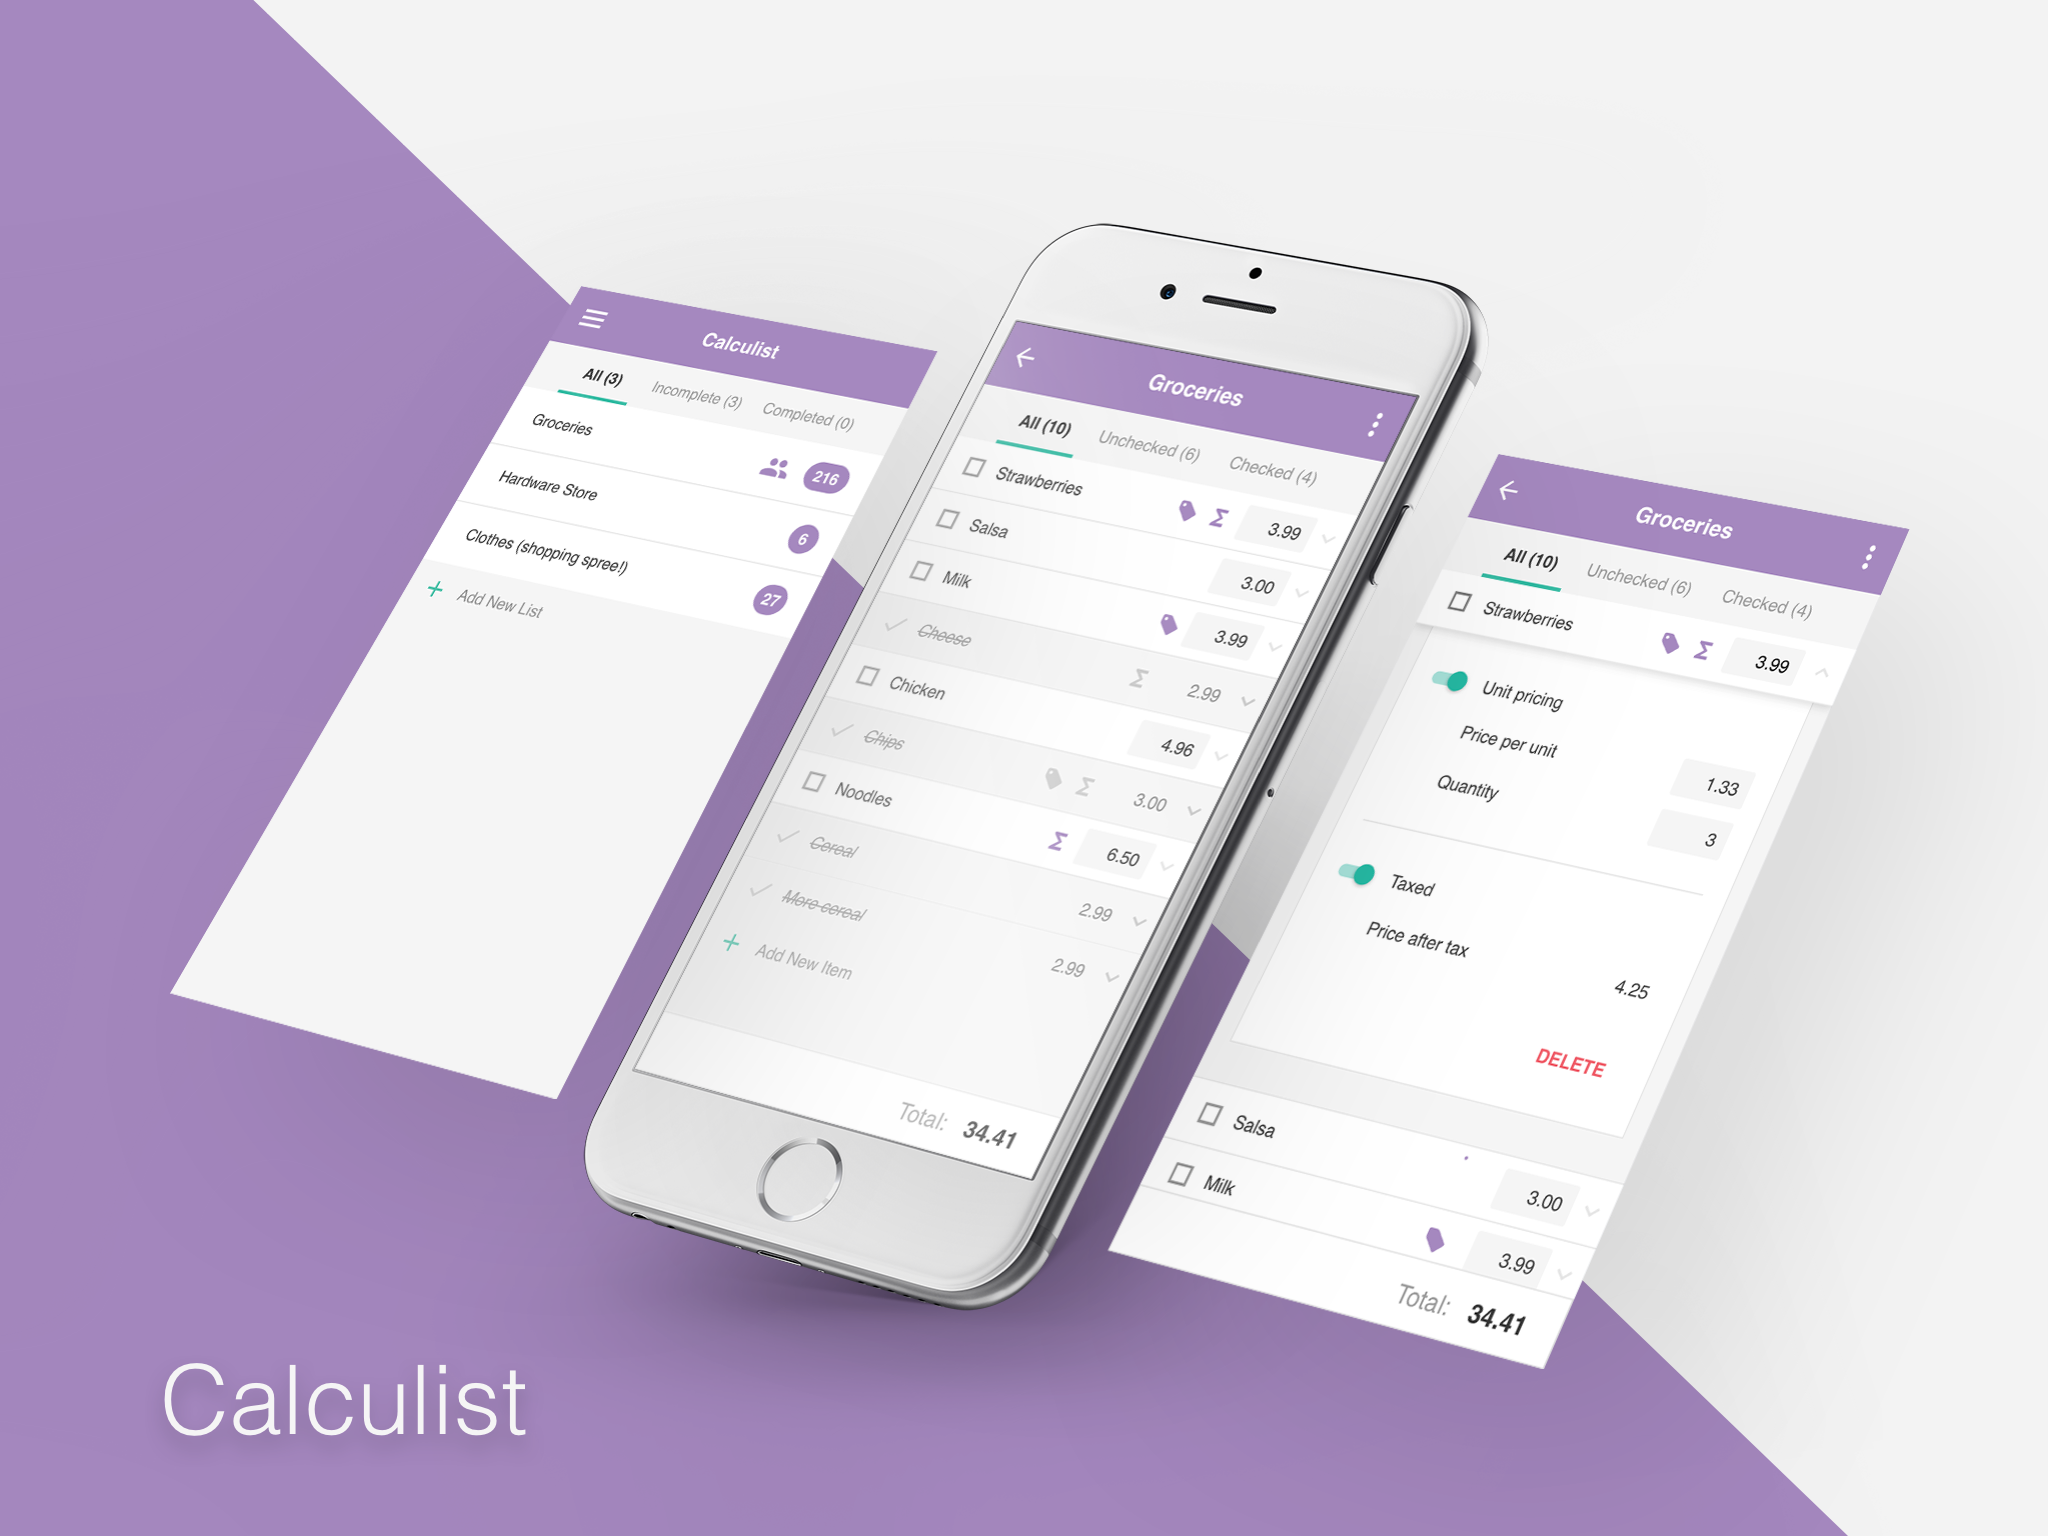 Calculist
All (3) Incomplete (3) Completed (0)
Groceries
216
Hardware Store
6
Clothes (shopping spree!)
27
+ Add New List
Groceries
All (10) Unchecked (6) Checked (4)
Strawberries Σ 3.99
Salsa 3.00
Milk 3.99
Cheese Σ 2.99
Chicken 4.96
Chips Σ 3.00
Noodles Σ 6.50
Cereal 2.99
More cereal 2.99
+ Add New Item
Total: 34.41
Groceries
All (10) Unchecked (6) Checked (4)
Strawberries Σ 3.99
Unit pricing
Price per unit 1.33
Quantity 3
Taxed
Price after tax 4.25
DELETE
Salsa 3.00
Milk 3.99
Total: 34.41
Calculist